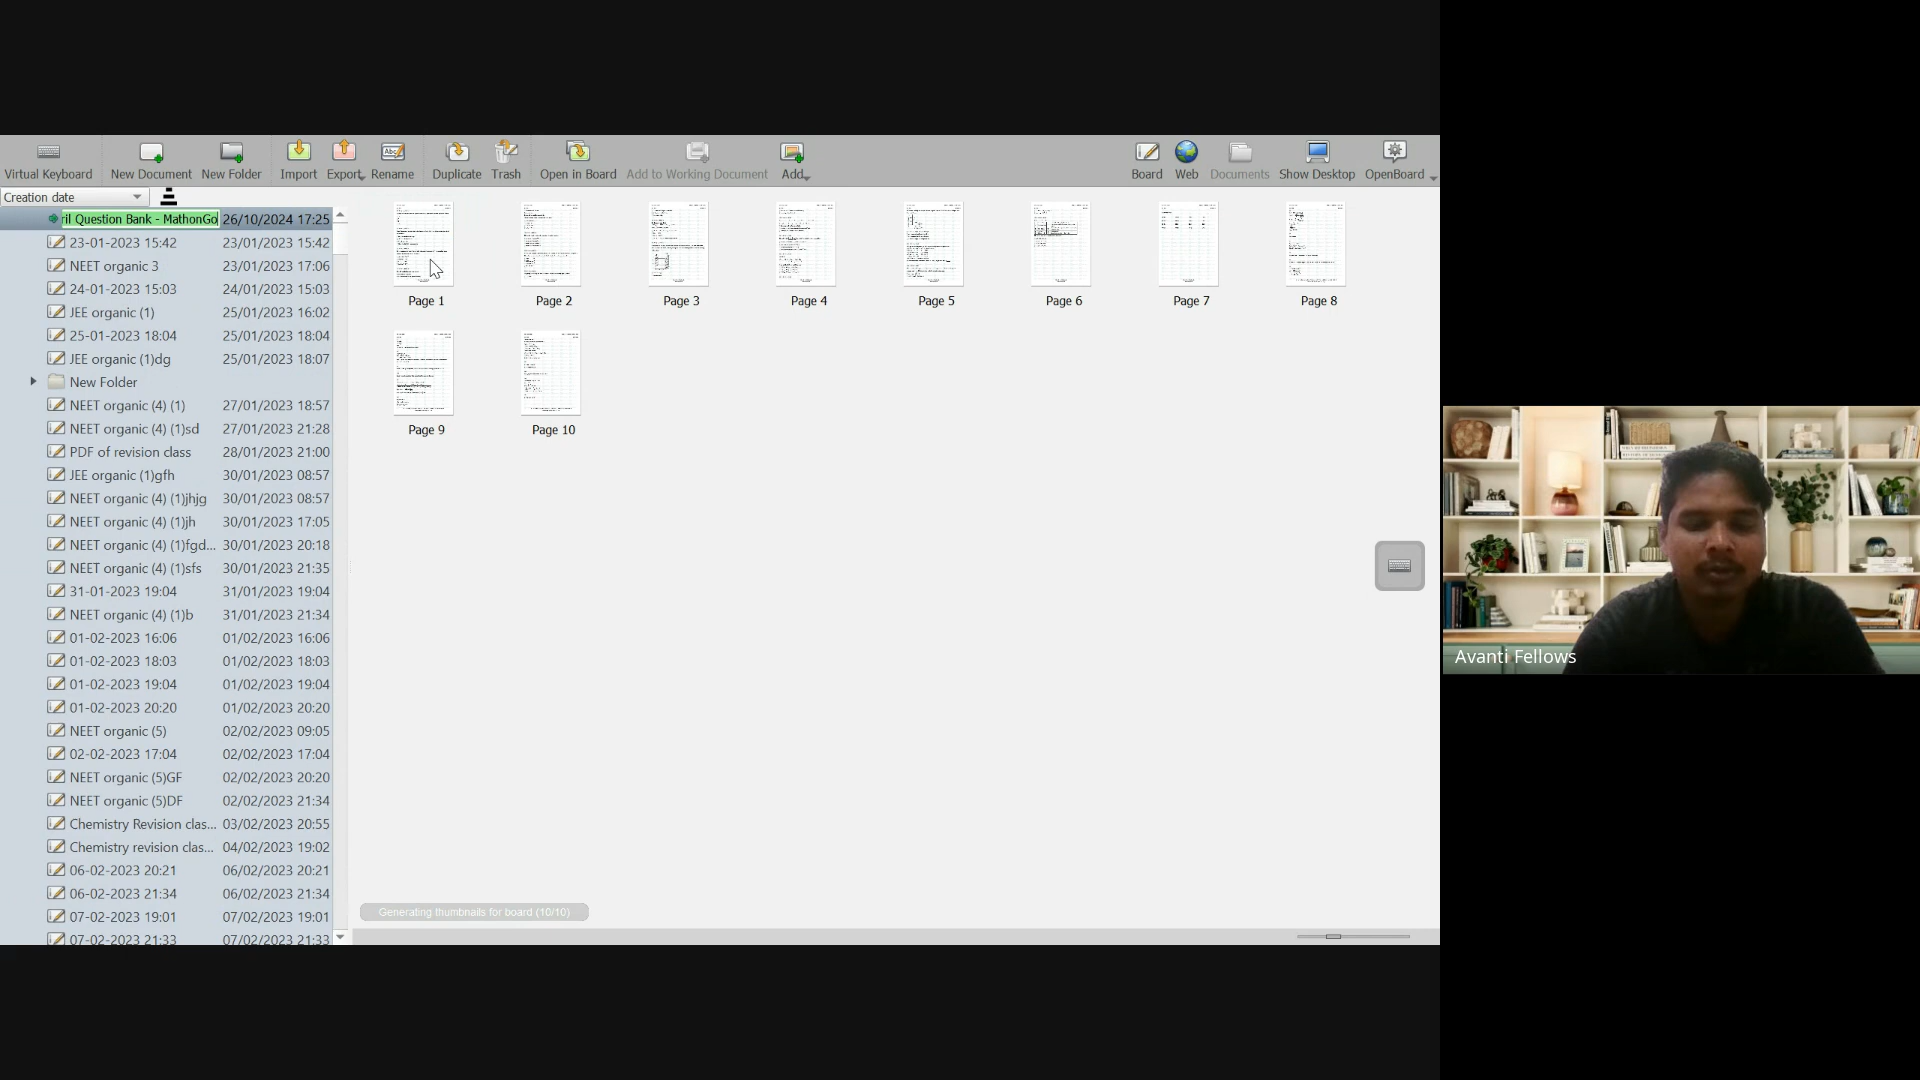 Virtual Keyboard New Document New Folder Import Export Rename Duplicate Trash Open in Board Add to Working Document Add Board Web Documents Show Desktop OpenBoard
Creation date
ril Question Bank - MathonGo 26/10/2024 17:25
23-01-2023 15:42 23/01/2023 15:42
NEET organic 3 23/01/2023 17:06
24-01-2023 15:03 24/01/2023 15:03
JEE organic (1) 25/01/2023 16:02
25-01-2023 18:04 25/01/2023 18:04
JEE organic (1)dg 25/01/2023 18:07
New Folder
NEET organic (4) (1) 27/01/2023 18:57
NEET organic (4) (1)sd 27/01/2023 21:28
PDF of revision class 28/01/2023 21:00
JEE organic (1)gfh 30/01/2023 08:57
NEET organic (4) (1)jhjg 30/01/2023 08:57
NEET organic (4) (1)jh 30/01/2023 17:05
NEET organic (4) (1)fgd... 30/01/2023 20:18
NEET organic (4) (1)sfs 30/01/2023 21:35
31-01-2023 19:04 31/01/2023 19:04
NEET organic (4) (1)b 31/01/2023 21:34
01-02-2023 16:06 01/02/2023 16:06
01-02-2023 18:03 01/02/2023 18:03
01-02-2023 19:04 01/02/2023 19:04
01-02-2023 20:20 01/02/2023 20:20
NEET organic (5) 02/02/2023 09:05
02-02-2023 17:04 02/02/2023 17:04
NEET organic (5)GF 02/02/2023 20:20
NEET organic (5)DF 02/02/2023 21:34
Chemistry Revision clas... 03/02/2023 20:55
Chemistry revision clas... 04/02/2023 19:02
06-02-2023 20:21 06/02/2023 20:21
06-02-2023 21:34 06/02/2023 21:34
07-02-2023 19:01 07/02/2023 19:01
07-02-2023 21:33 07/02/2023 21:33
Page 1 Page 2 Page 3 Page 4 Page 5 Page 6 Page 7 Page 8
Page 9 Page 10
Generating thumbnails for board (10/10)
Avanti Fellows